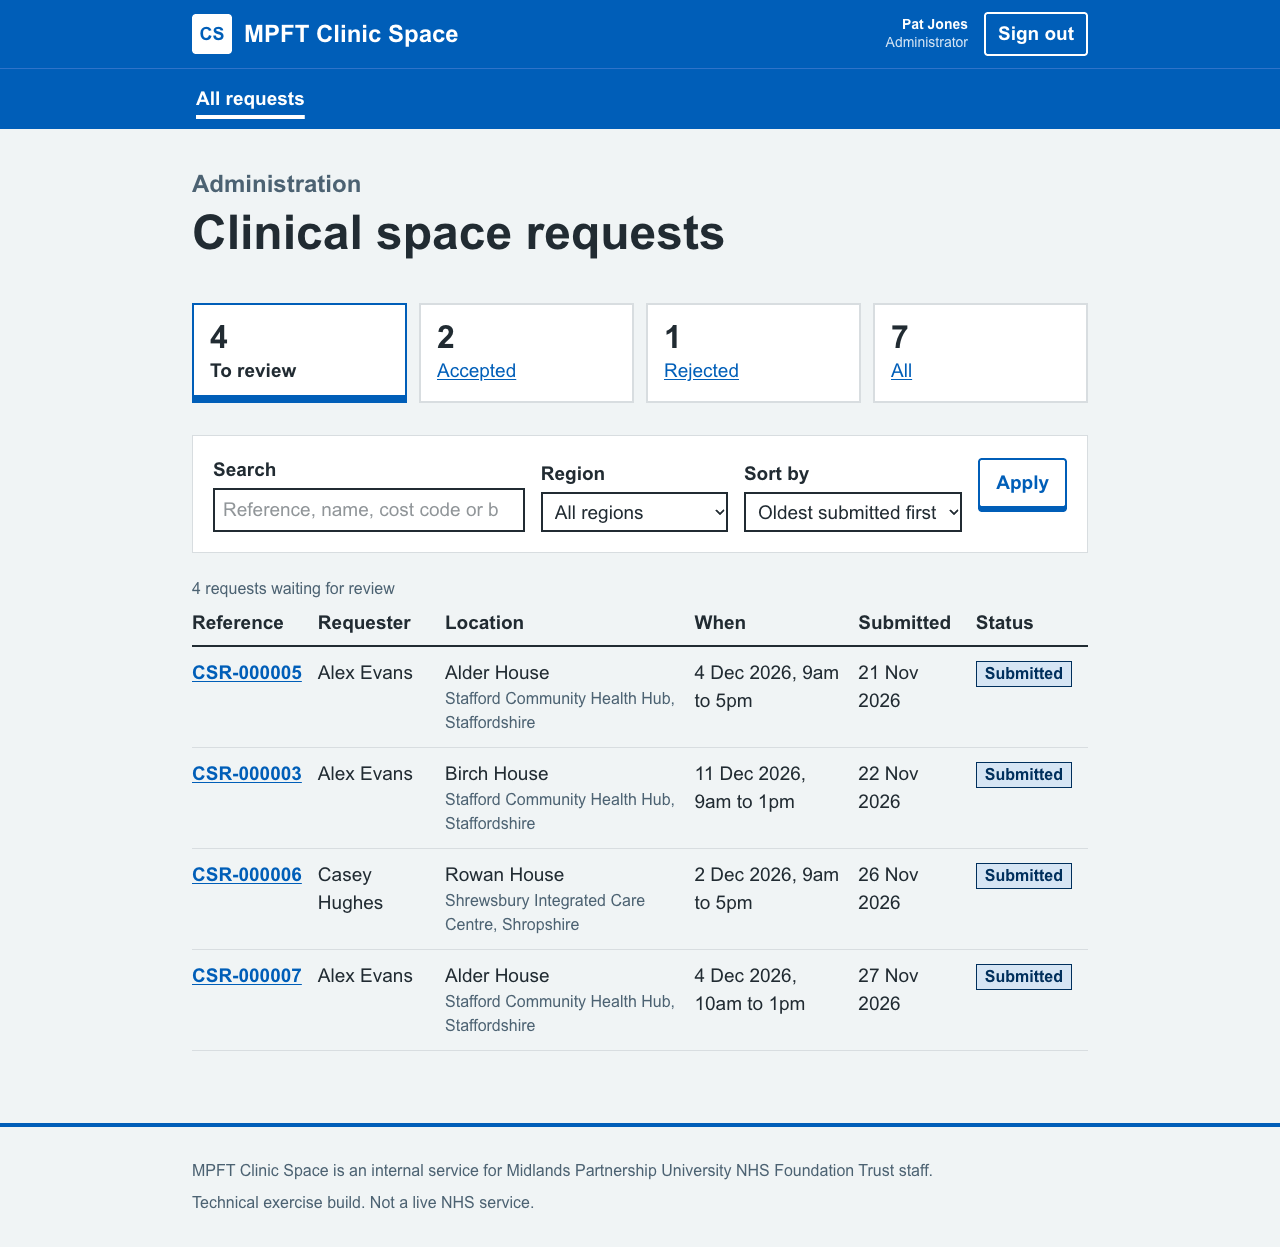 CS MPFT Clinic Space
Pat Jones
Administrator
Sign out
All requests
Administration
Clinical space requests
4
To review
2
Accepted
1
Rejected
7
All
Search
Reference, name, cost code or b
Region
All regions
Sort by
Oldest submitted first
Apply
4 requests waiting for review
Reference Requester Location When Submitted Status
CSR-000005 Alex Evans Alder House 4 Dec 2026, 9am 21 Nov Submitted
Stafford Community Health Hub, to 5pm 2026
Staffordshire
CSR-000003 Alex Evans Birch House 11 Dec 2026, 22 Nov Submitted
Stafford Community Health Hub, 9am to 1pm 2026
Staffordshire
CSR-000006 Casey Rowan House 2 Dec 2026, 9am 26 Nov Submitted
Hughes Shrewsbury Integrated Care to 5pm 2026
Centre, Shropshire
CSR-000007 Alex Evans Alder House 4 Dec 2026, 27 Nov Submitted
Stafford Community Health Hub, 10am to 1pm 2026
Staffordshire
MPFT Clinic Space is an internal service for Midlands Partnership University NHS Foundation Trust staff.
Technical exercise build. Not a live NHS service.